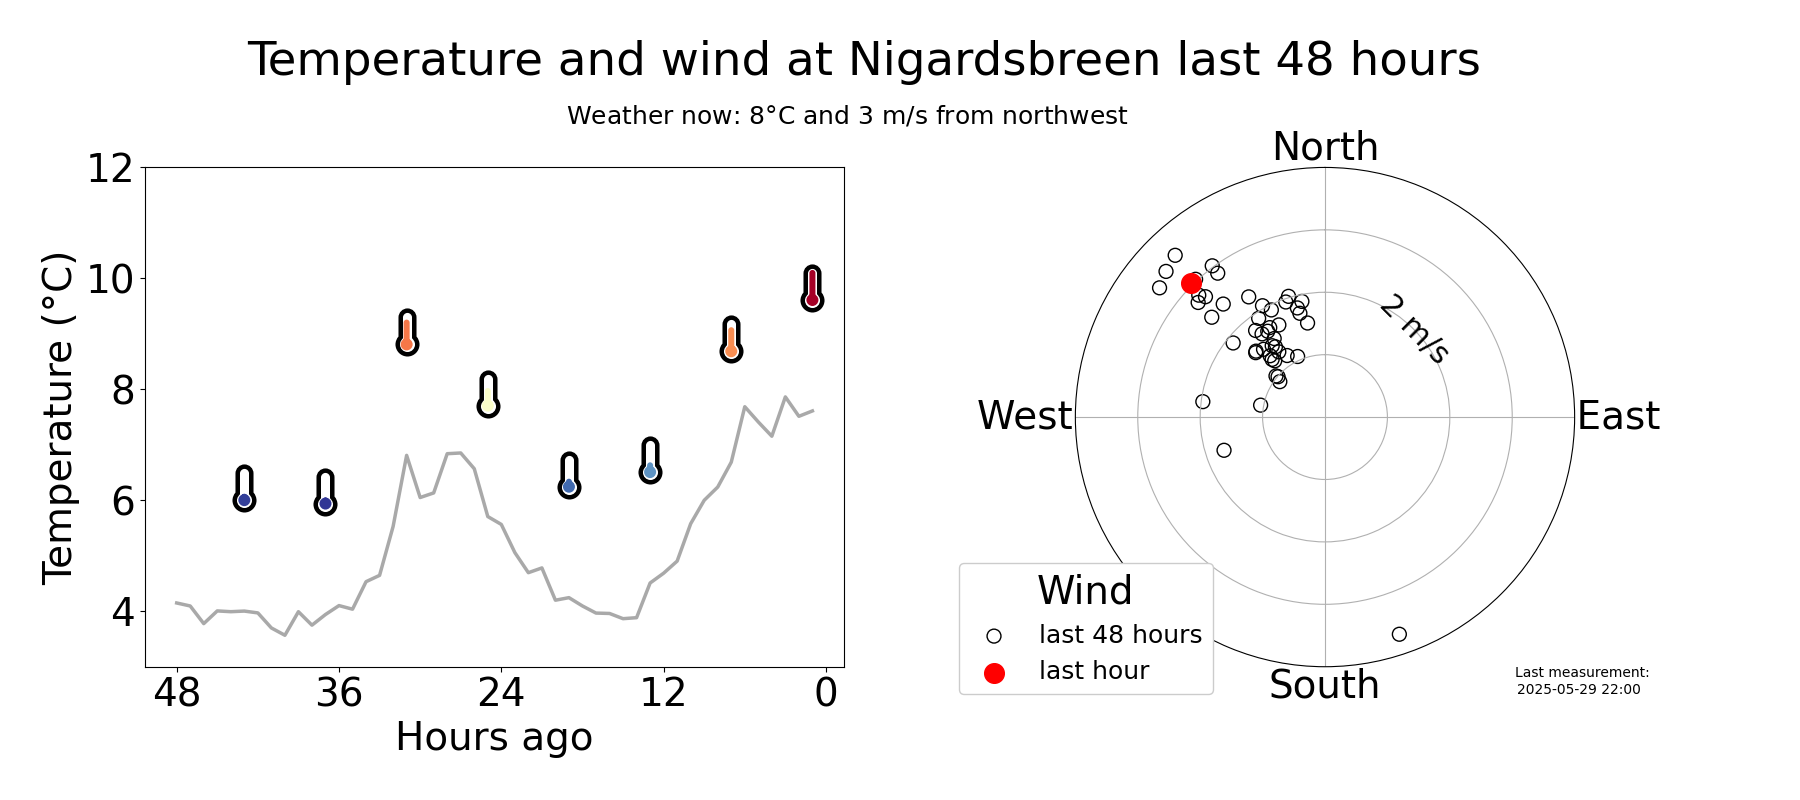 Temperature and wind at Nigardsbreen last 48 hours
Weather now: 8°C and 3 m/s from northwest
12
10
8
6
4
Temperature (°C)
48 36 24 12 0
Hours ago
North
West
East
South
2 m/s
Wind
last 48 hours
last hour
Last measurement:
2025-05-29 22:00